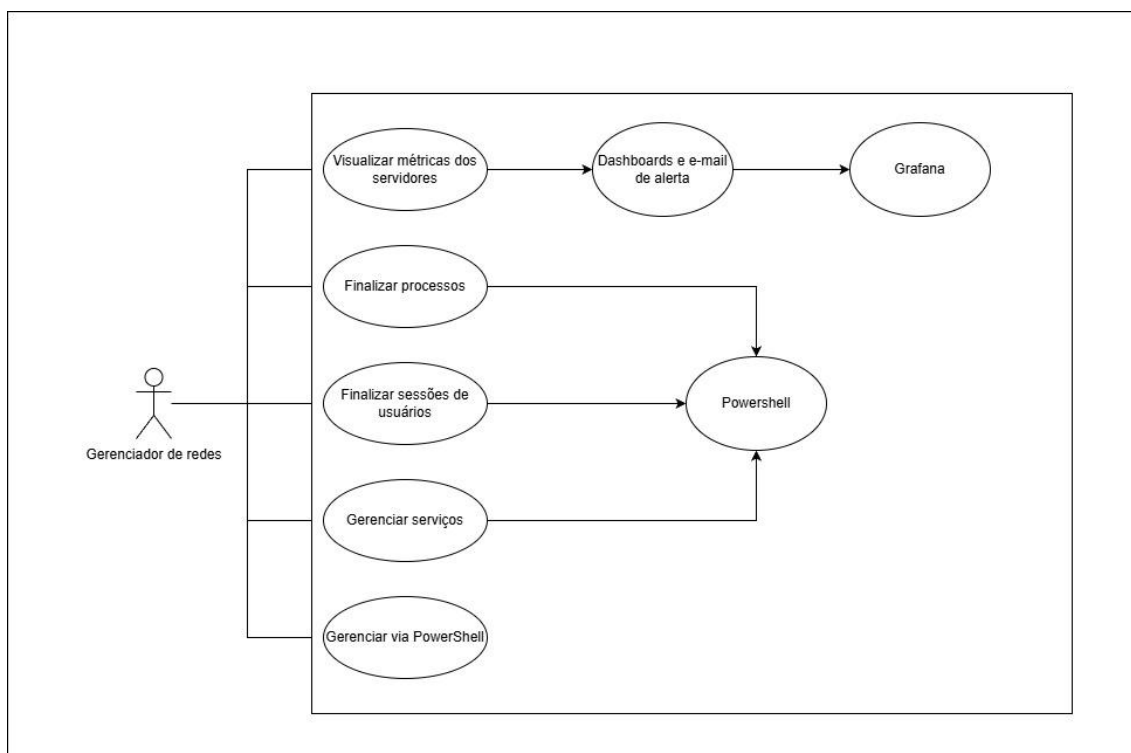 Visualizar métricas dos
servidores
Dashboards e e-mail
de alerta
Grafana
Finalizar processos
Finalizar sessões de
usuários
Powershell
Gerenciador de redes
Gerenciar serviços
Gerenciar via PowerShell